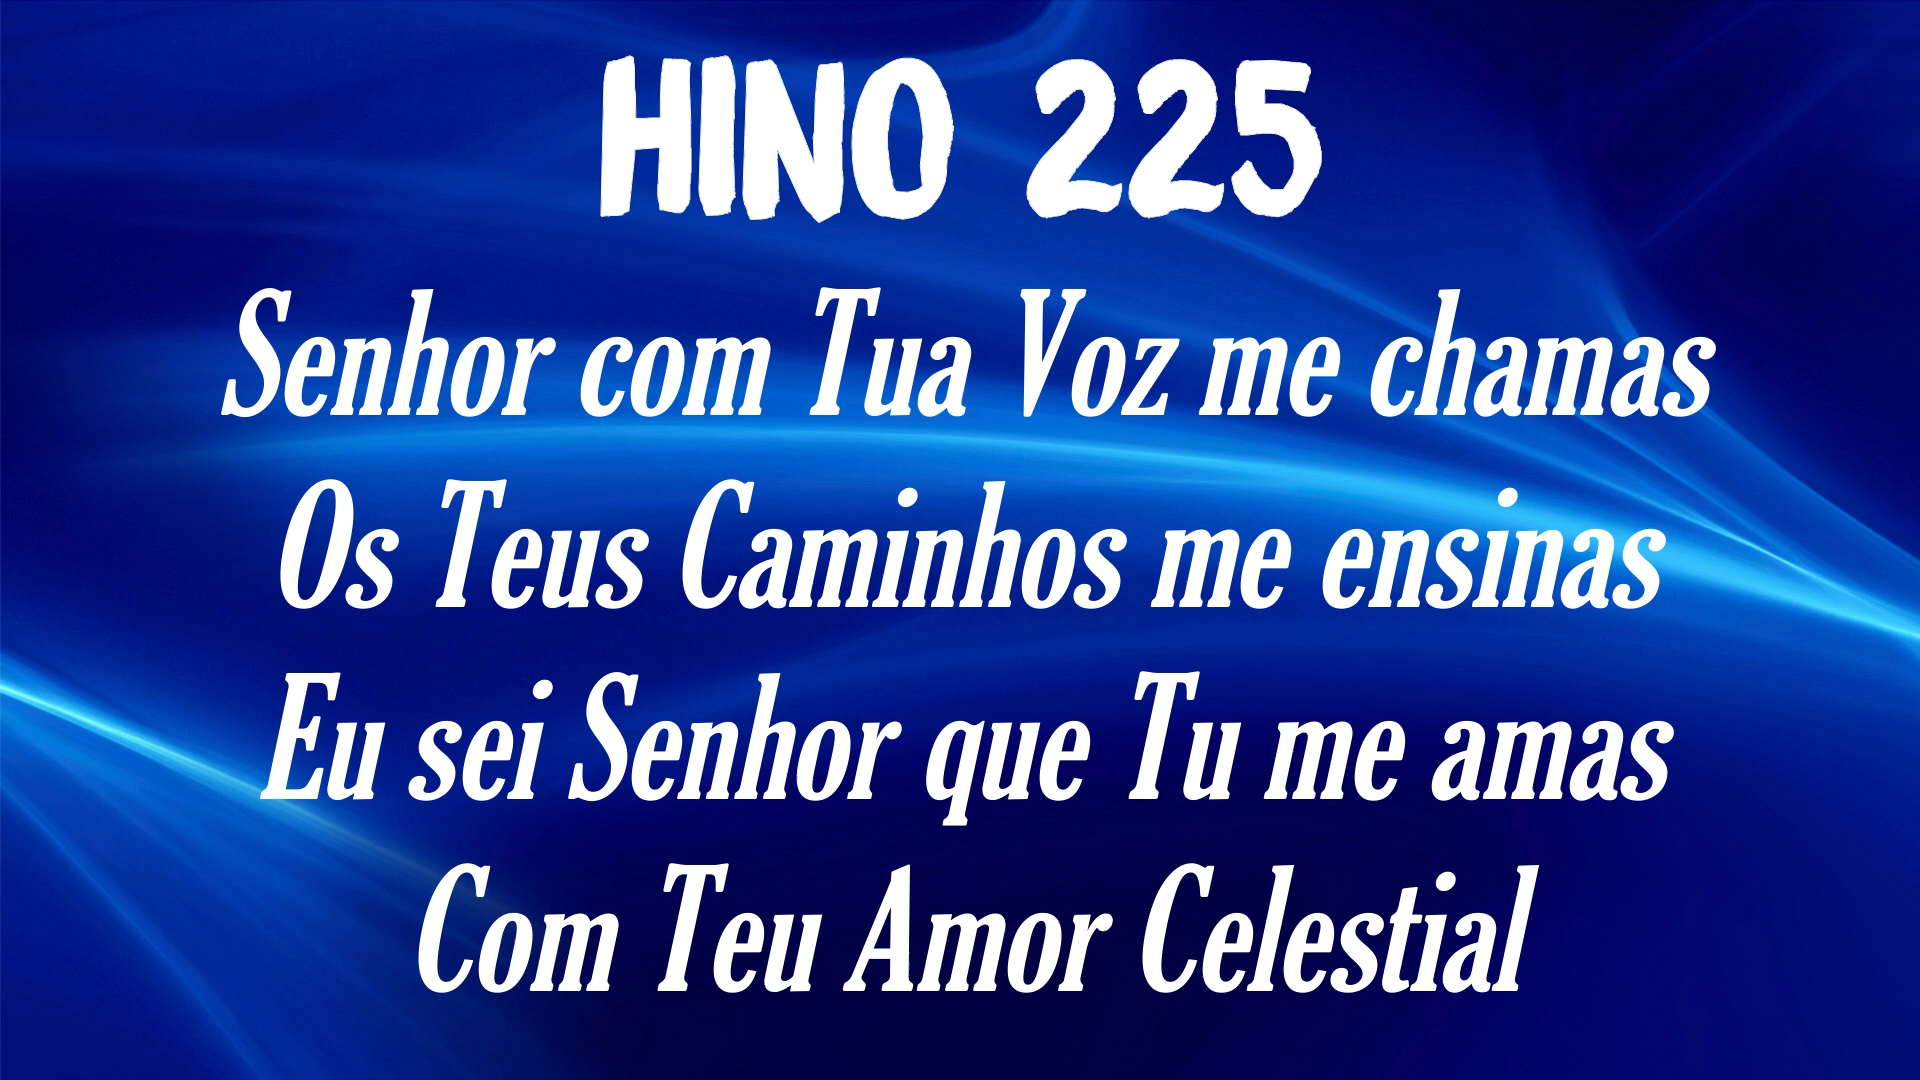 HINO 225
Senhor com Tua Voz me chamas
Os Teus Caminhos me ensinas
Eu sei Senhor que Tu me amas
Com Teu Amor Celestial